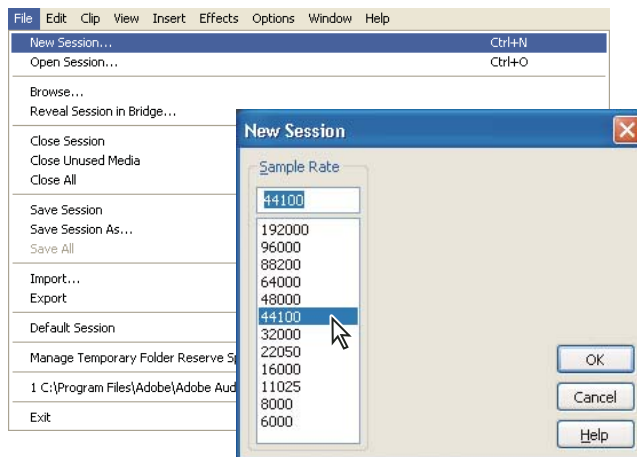 File Edit Clip View Insert Effects Options Window Help
New Session... Ctrl+N
Open Session... Ctrl+O
Browse...
Reveal Session in Bridge...
Close Session
Close Unused Media
Close All
Save Session
Save Session As...
Save All
Import...
Export
Default Session
Manage Temporary Folder Reserve
1 C:\Program Files\Adobe\Adobe Aud
Exit
New Session
Sample Rate
44100
192000
96000
88200
64000
48000
44100
32000
22050
16000
11025
8000
6000
OK
Cancel
Help